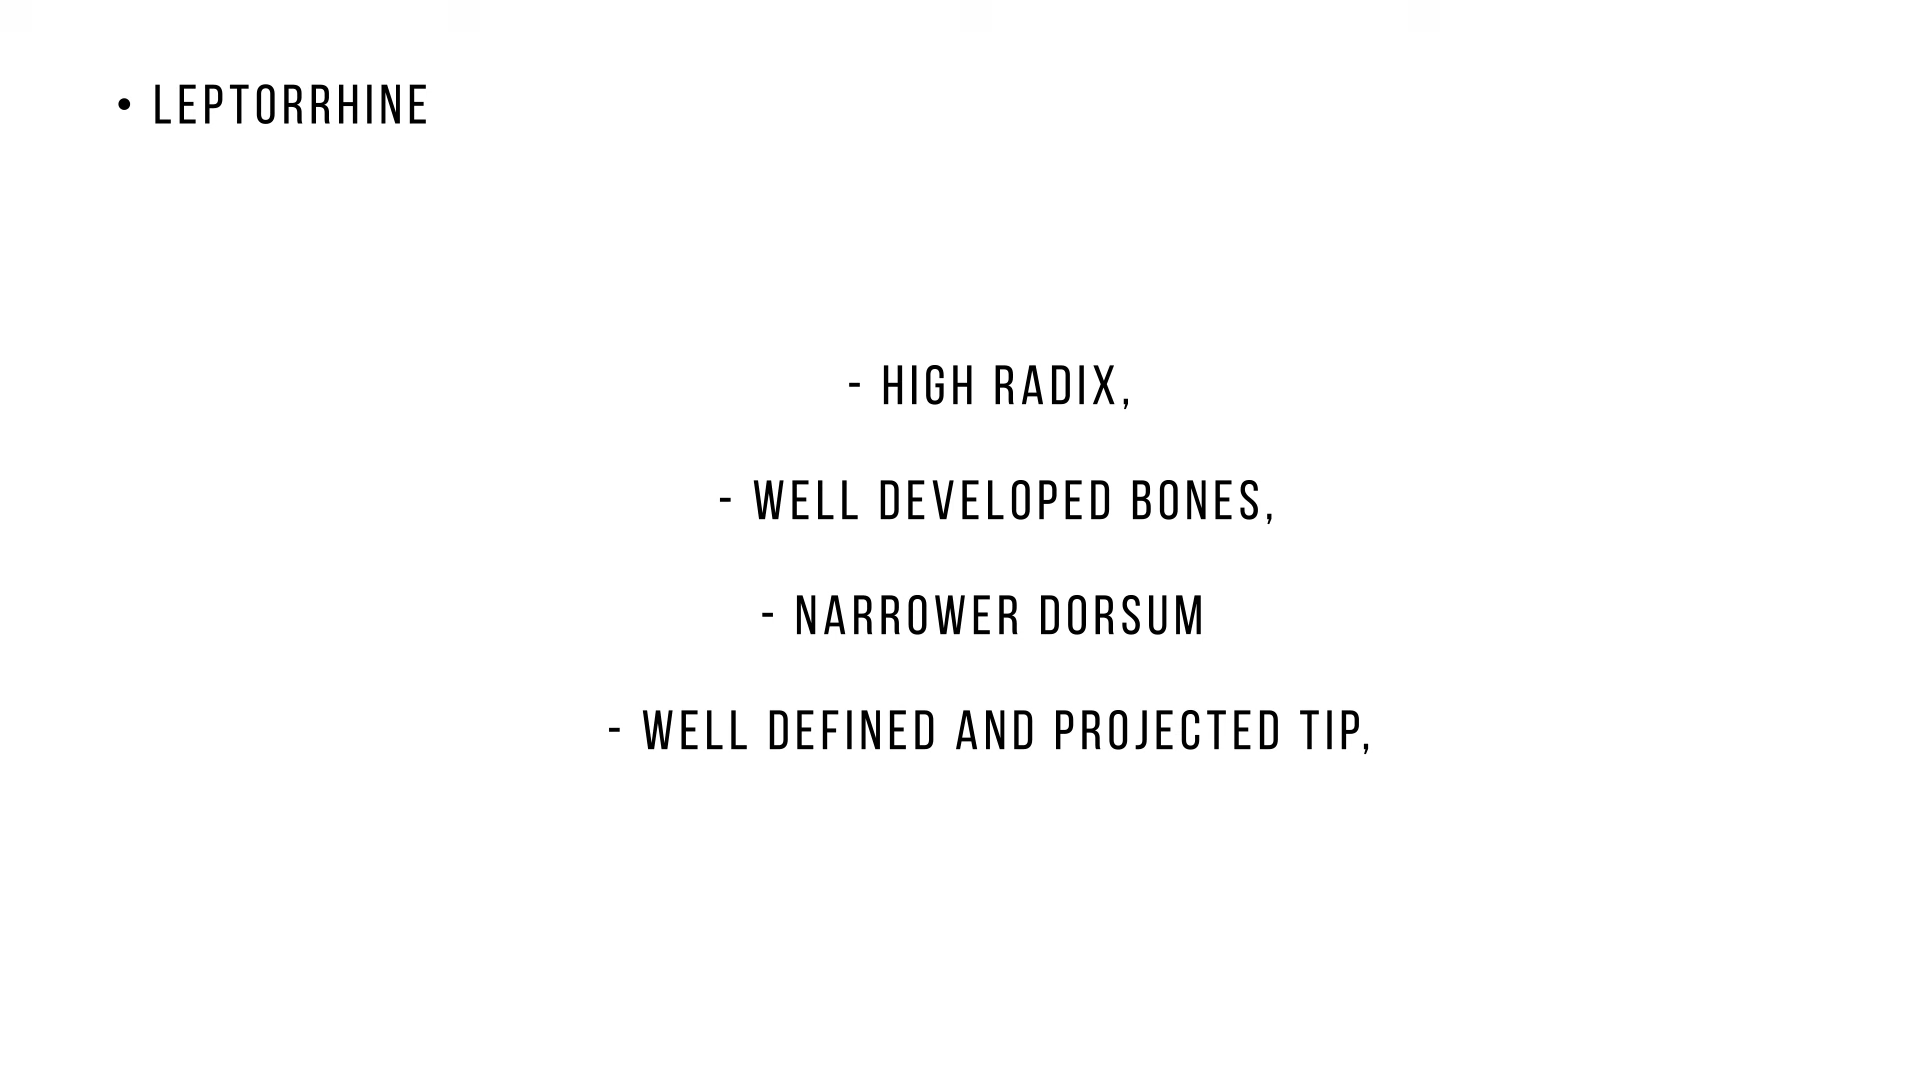 • LEPTORRHINE
- HIGH RADIX,
- WELL DEVELOPED BONES,
- NARROWER DORSUM
- WELL DEFINED AND PROJECTED TIP,